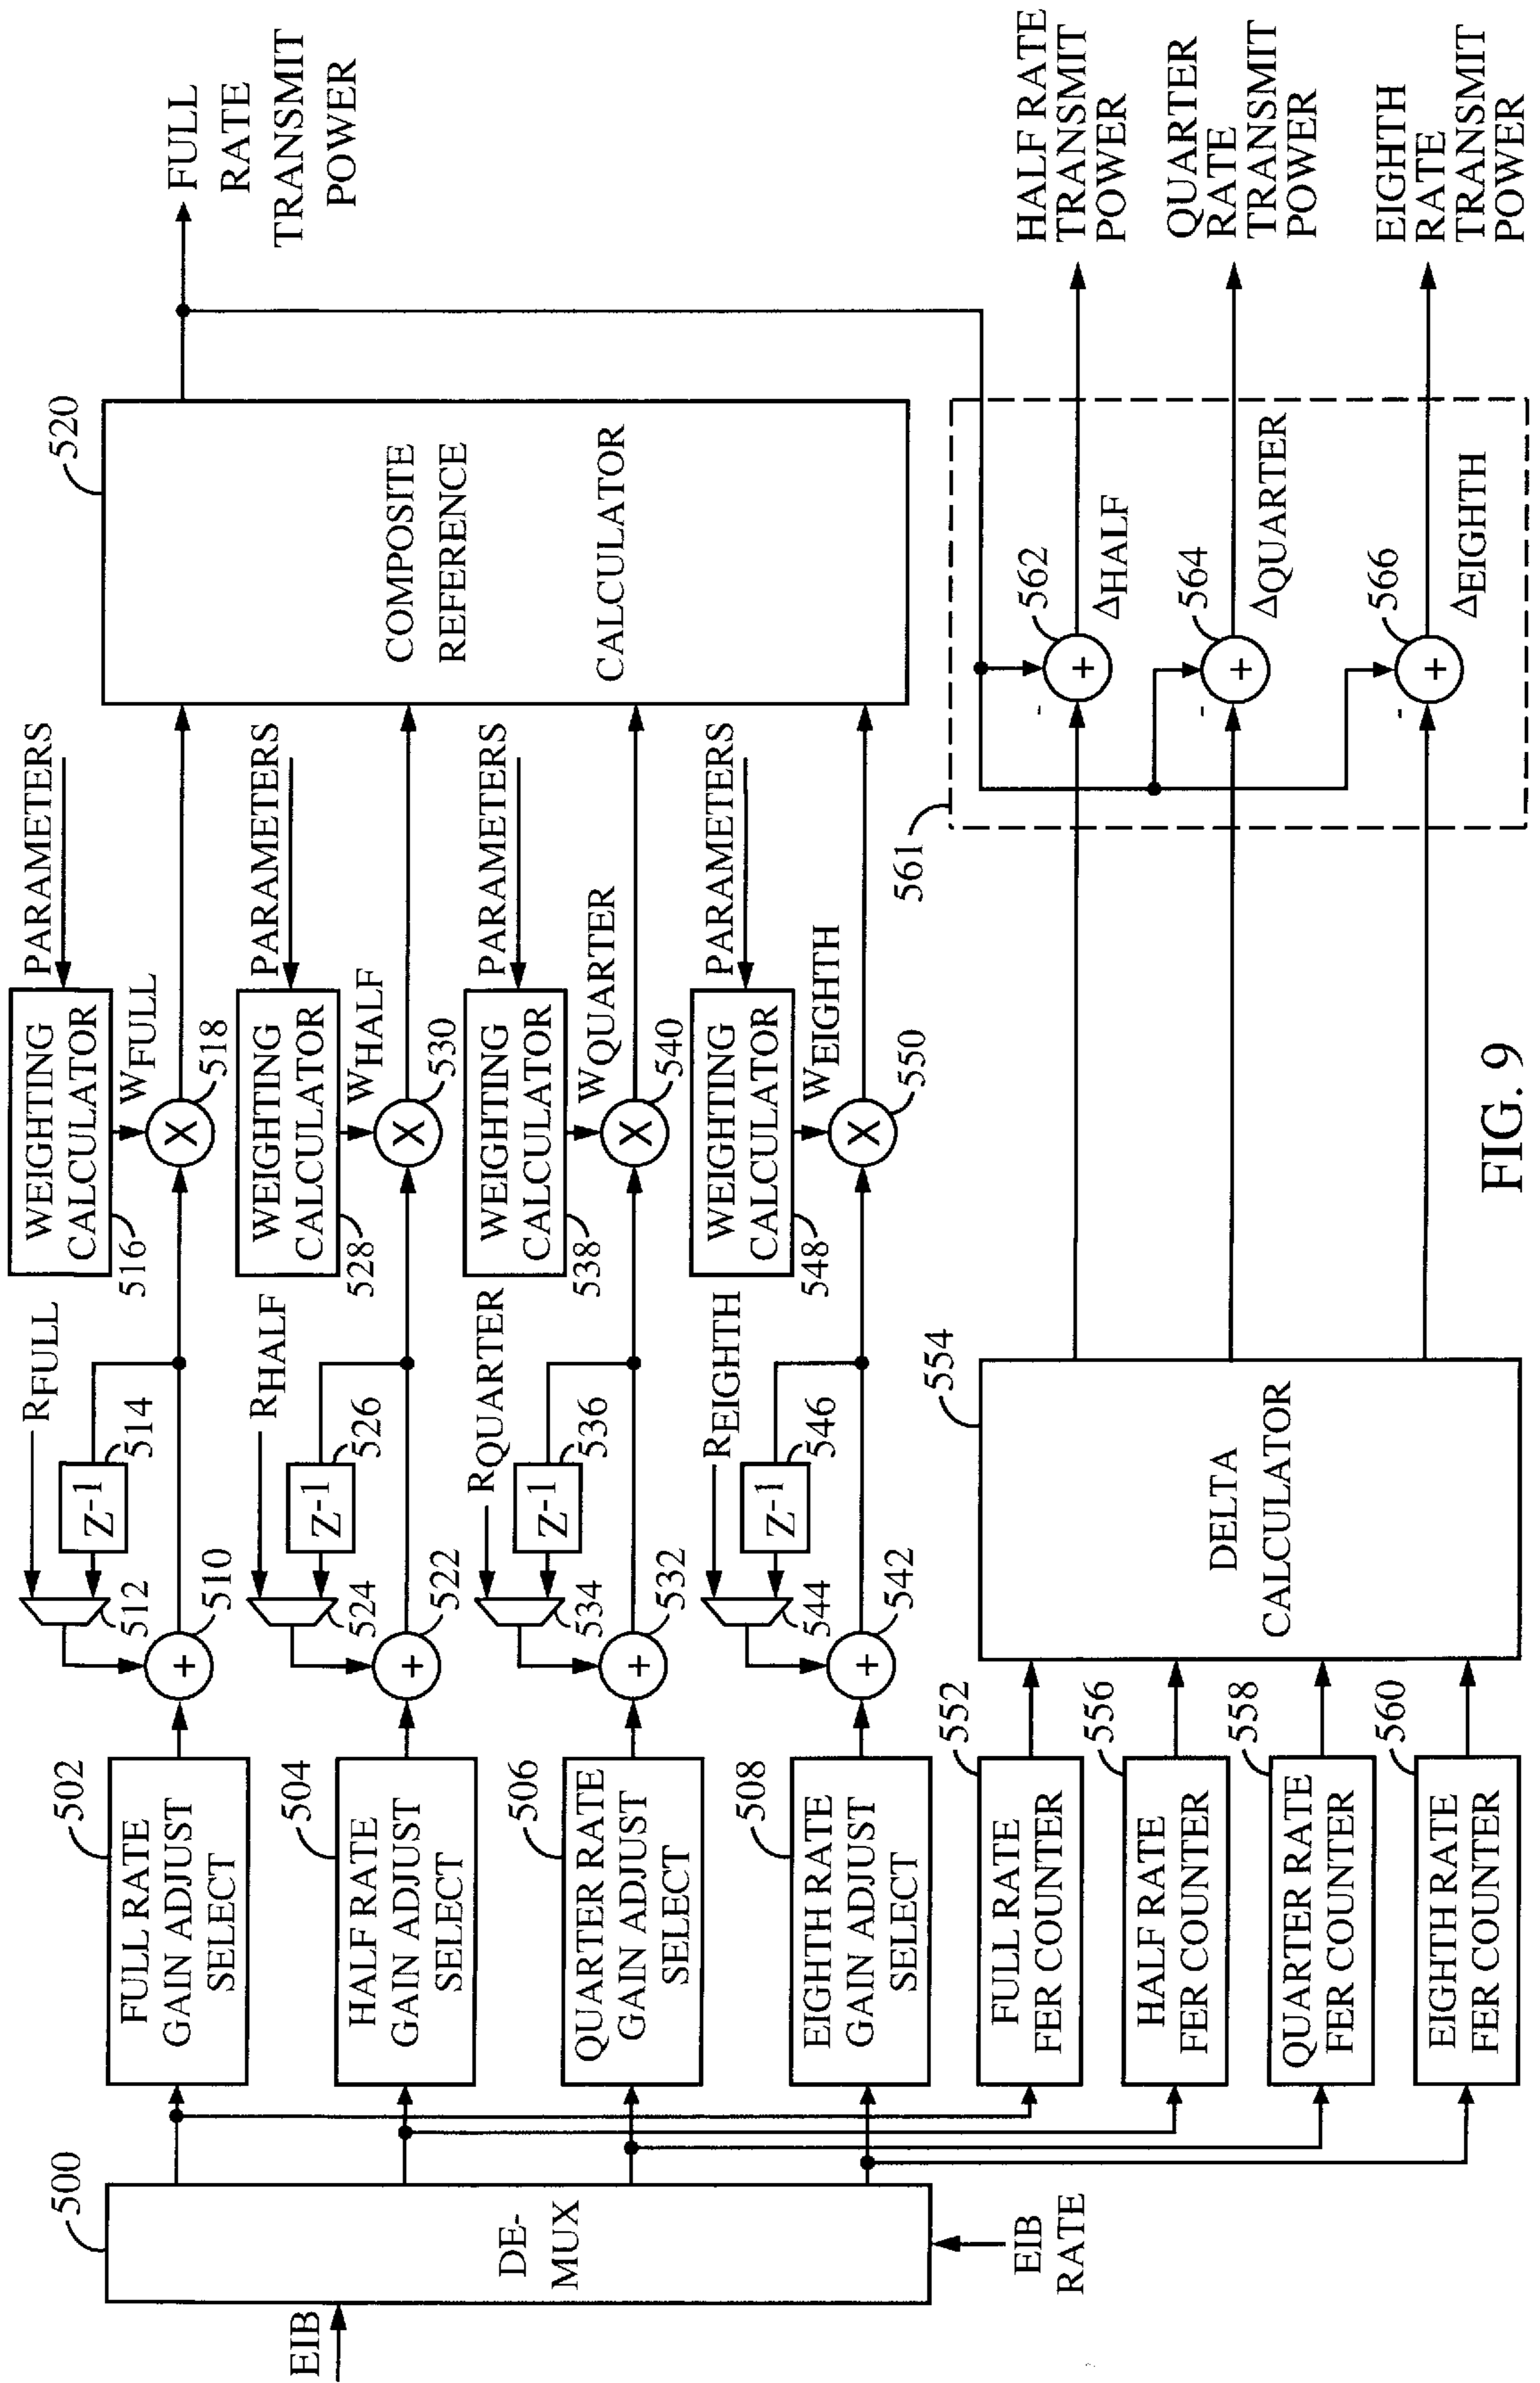 EIB
500
DE-
MUX
EIB
RATE
502
FULL RATE
GAIN ADJUST
SELECT
504
HALF RATE
GAIN ADJUST
SELECT
506
QUARTER RATE
GAIN ADJUST
SELECT
508
EIGHTH RATE
GAIN ADJUST
SELECT
552
FULL RATE
FER COUNTER
556
HALF RATE
FER COUNTER
558
QUARTER RATE
FER COUNTER
560
EIGHTH RATE
FER COUNTER
RFULL
512
Z-1
514
+
510
RHALF
524
Z-1
526
+
522
RQUARTER
534
Z-1
536
+
532
REIGHTH
544
Z-1
546
+
542
554
DELTA
CALCULATOR
PARAMETERS
WEIGHTING
CALCULATOR
516
WFULL
X
518
PARAMETERS
WEIGHTING
CALCULATOR
528
WHALF
X
530
PARAMETERS
WEIGHTING
CALCULATOR
538
WQUARTER
X
540
PARAMETERS
WEIGHTING
CALCULATOR
548
WEIGHTH
X
550
520
COMPOSITE
REFERENCE
CALCULATOR
561
-
+
562
ΔHALF
-
+
564
ΔQUARTER
-
+
566
ΔEIGHTH
FULL
RATE
TRANSMIT
POWER
HALF RATE
TRANSMIT
POWER
QUARTER
RATE
TRANSMIT
POWER
EIGHTH
RATE
TRANSMIT
POWER
FIG. 9